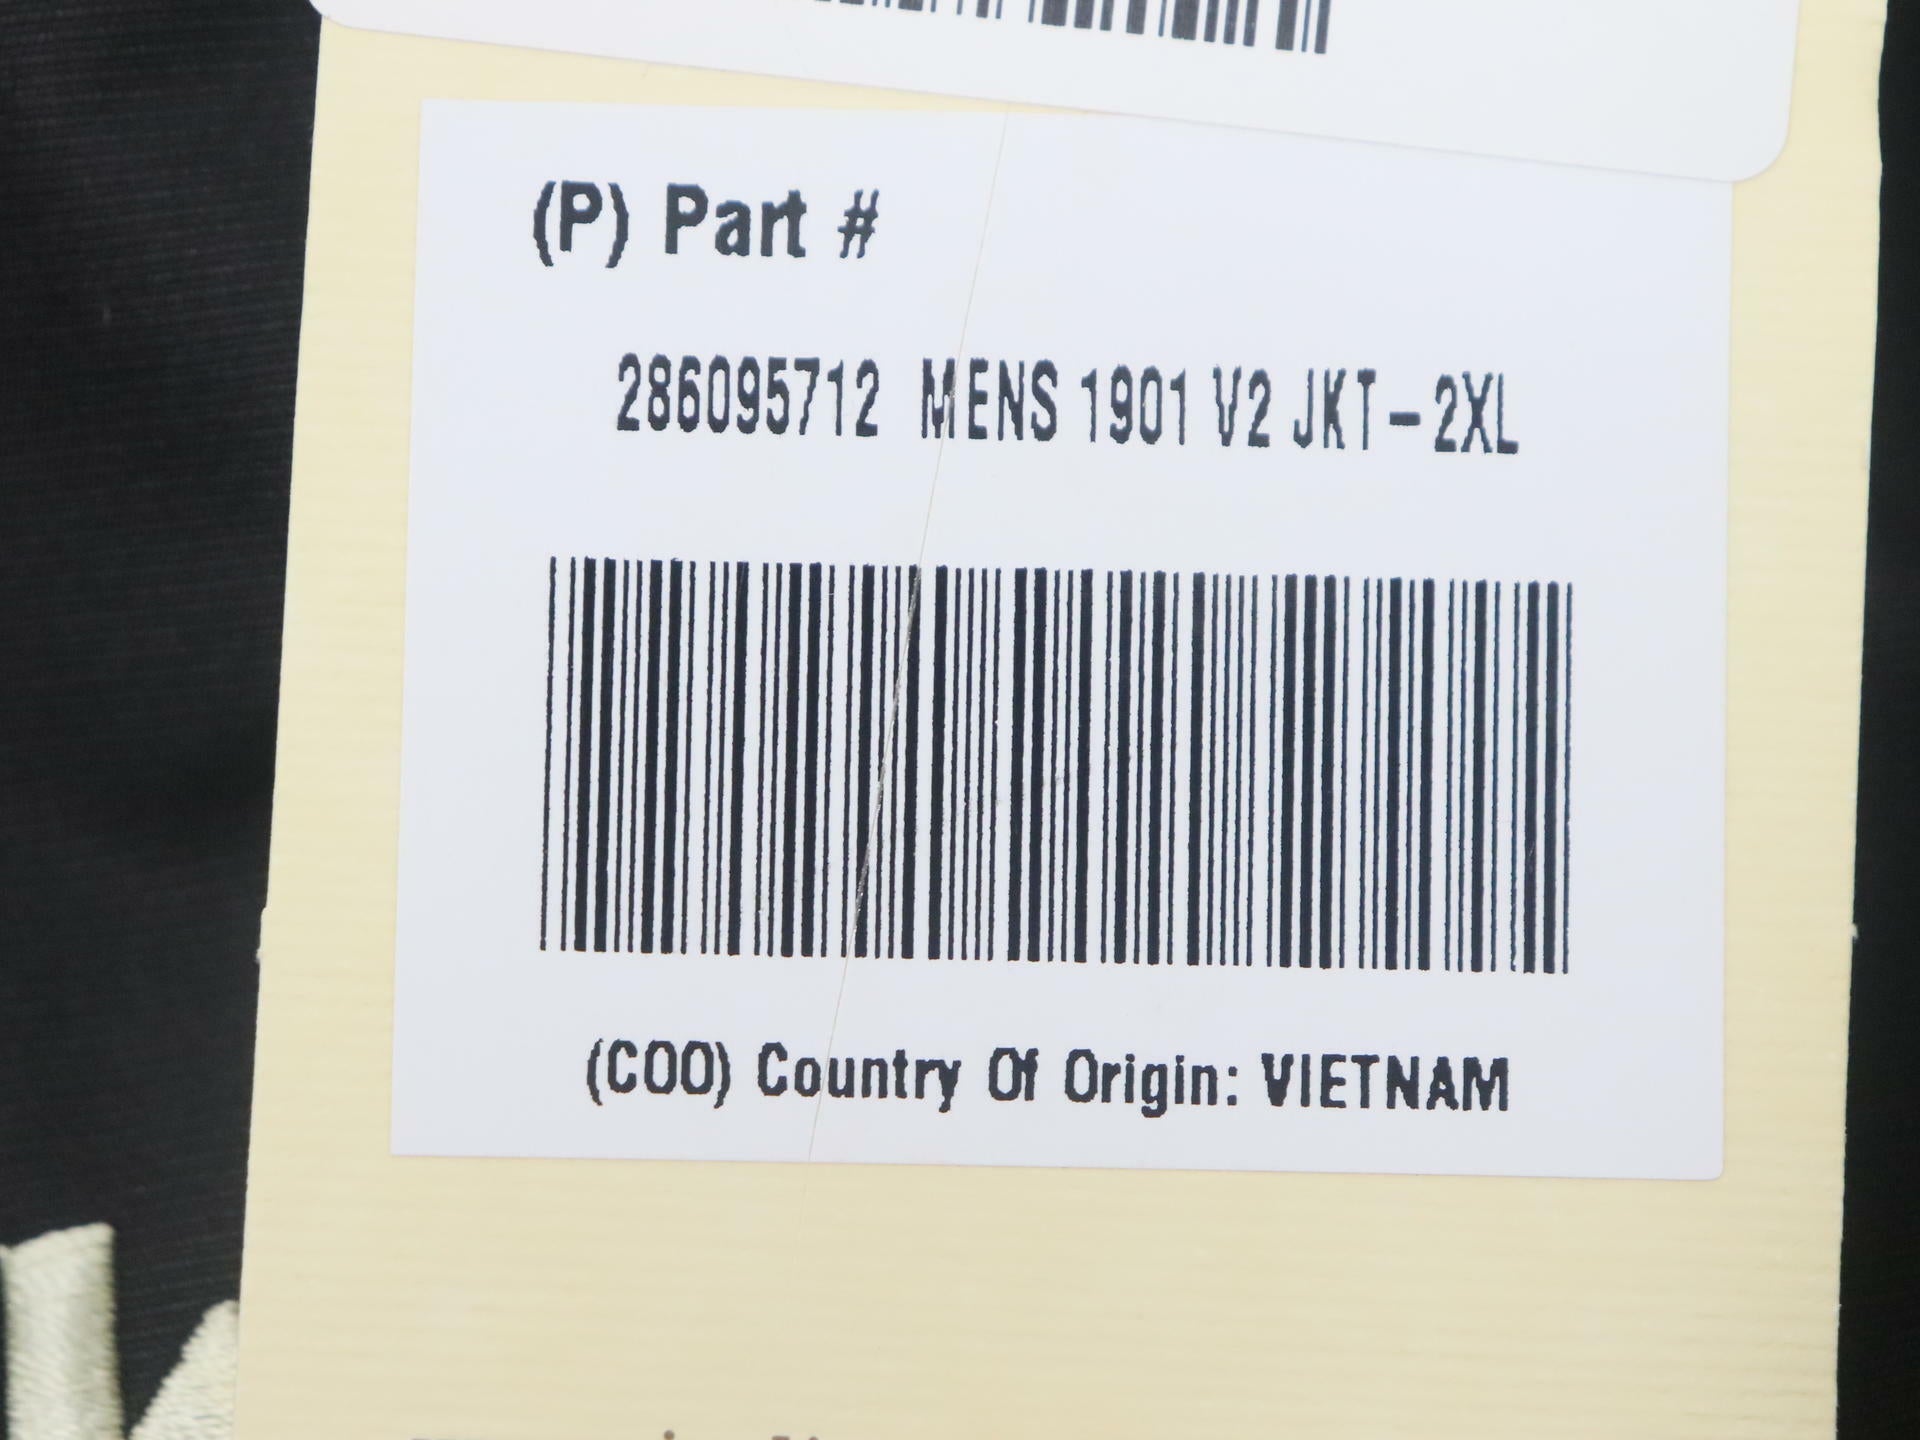 (P) Part #
286095712 MENS 1901 V2 JKT-2XL
(COO) Country Of Origin: VIETNAM